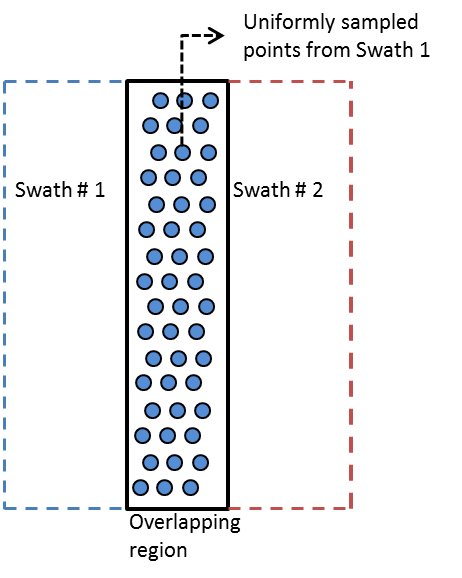 Uniformly sampled
points from Swath 1
Swath # 1
Swath # 2
Overlapping
region